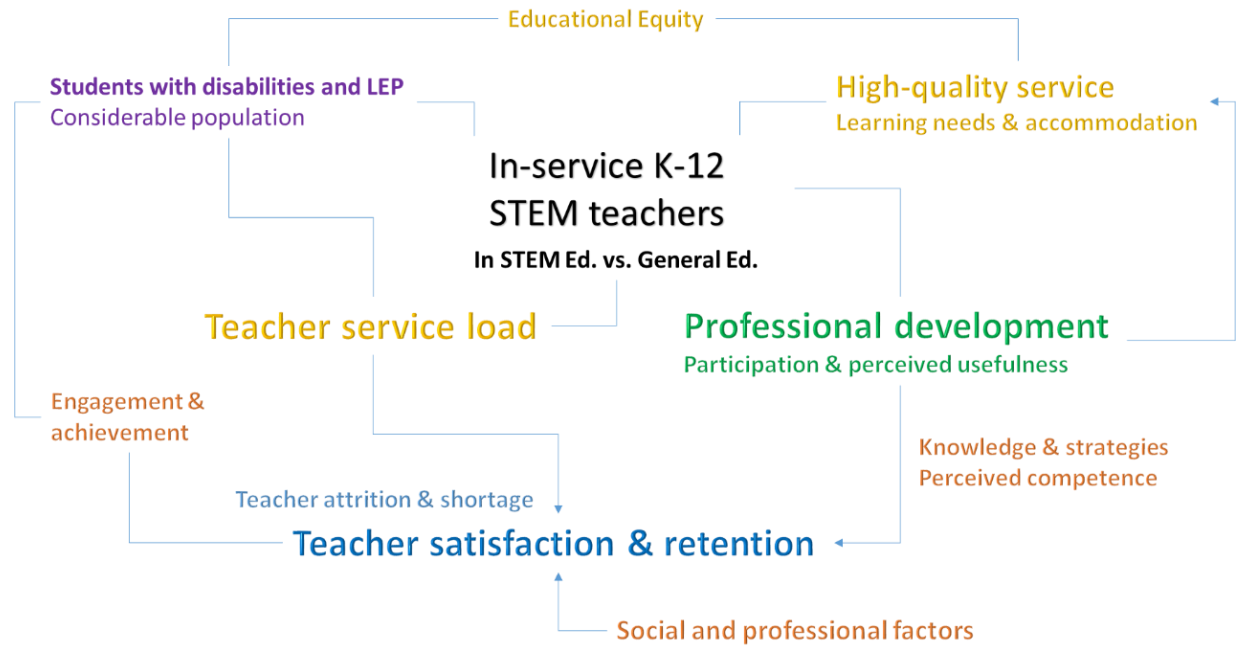 Educational Equity
Students with disabilities and LEP
Considerable population
High-quality service
Learning needs & accommodation
In-service K-12
STEM teachers
In STEM Ed. vs. General Ed.
Teacher service load
Professional development
Participation & perceived usefulness
Engagement &
achievement
Knowledge & strategies
Perceived competence
Teacher attrition & shortage
Teacher satisfaction & retention
Social and professional factors